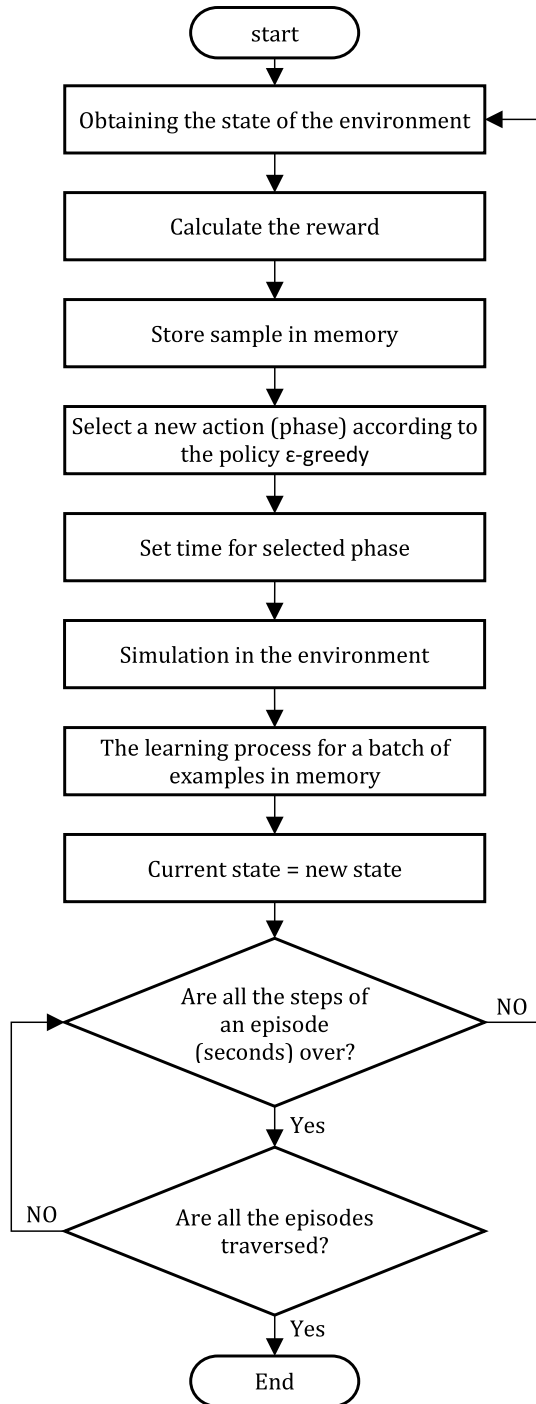 start
Obtaining the state of the environment
Calculate the reward
Store sample in memory
Select a new action (phase) according to
the policy ε-greedy
Set time for selected phase
Simulation in the environment
The learning process for a batch of
examples in memory
Current state = new state
Are all the steps of
an episode
(seconds) over?
NO
Yes
Are all the episodes
traversed?
NO
Yes
End